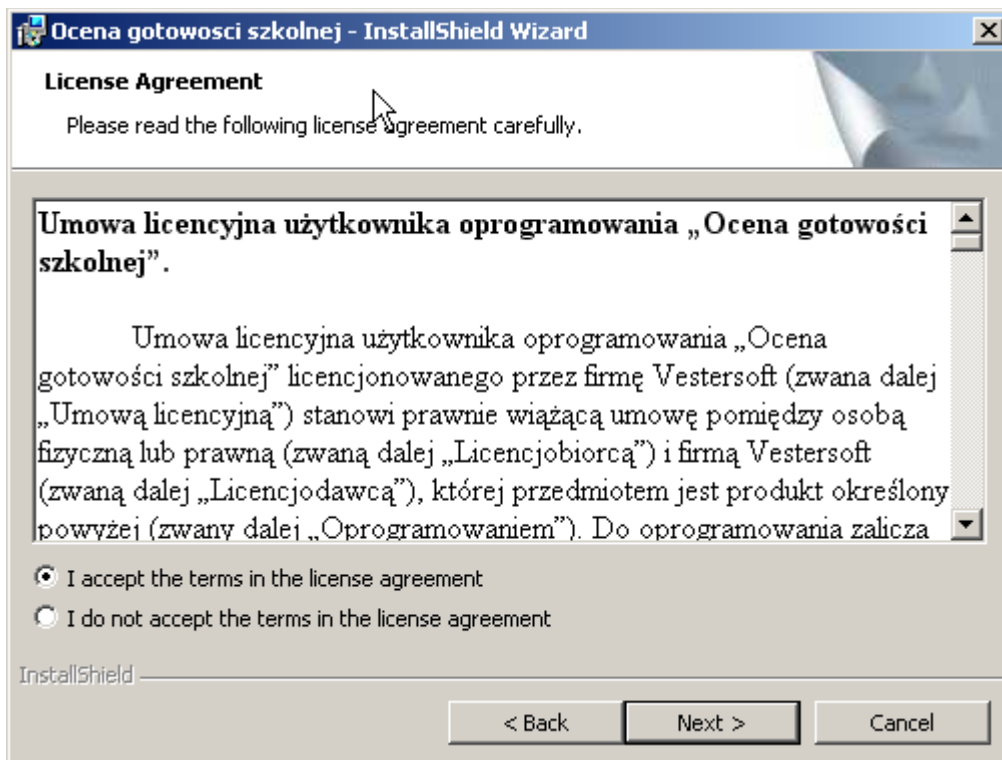 Ocena gotowosci szkolnej - InstallShield Wizard
License Agreement
Please read the following license agreement carefully.
Umowa licencyjna użytkownika oprogramowania „Ocena gotowości
szkolnej”.
Umowa licencyjna użytkownika oprogramowania „Ocena
gotowości szkolnej” licencjonowanego przez firmę Vestersoft (zwana dalej
„Umową licencyjną”) stanowi prawnie wiążącą umowę pomiędzy osobą
fizyczną lub prawną (zwaną dalej „Licencjobiorcą”) i firmą Vestersoft
(zwaną dalej „Licencjodawcą”), której przedmiotem jest produkt określony
powyżej (zwany dalej „Oprogramowaniem”). Do oprogramowania zalicza
I accept the terms in the license agreement
I do not accept the terms in the license agreement
InstallShield
< Back
Next >
Cancel